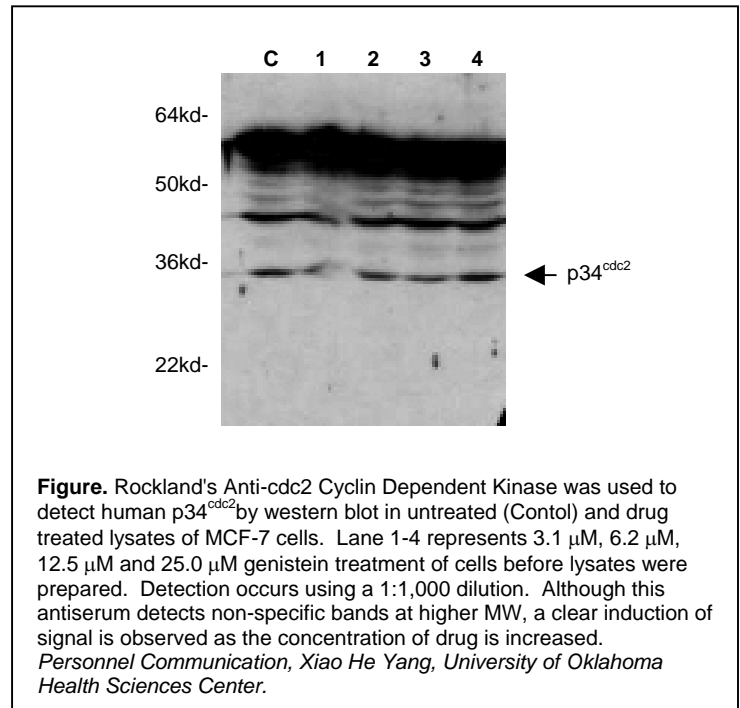 C 1 2 3 4
64kd-
50kd-
36kd-
p34cdc2
22kd-
Figure. Rockland's Anti-cdc2 Cyclin Dependent Kinase was used to
detect human p34cdc2by western blot in untreated (Contol) and drug
treated lysates of MCF-7 cells. Lane 1-4 represents 3.1 μM, 6.2 μM,
12.5 μM and 25.0 μM genistein treatment of cells before lysates were
prepared. Detection occurs using a 1:1,000 dilution. Although this
antiserum detects non-specific bands at higher MW, a clear induction of
signal is observed as the concentration of drug is increased.
Personnel Communication, Xiao He Yang, University of Oklahoma
Health Sciences Center.